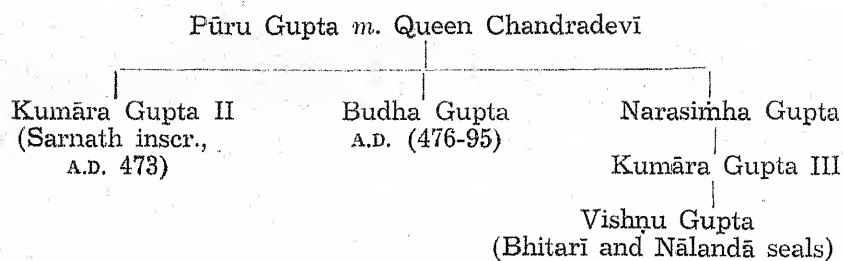 Pūru Gupta m. Queen Chandradevī
Kumāra Gupta II Budha Gupta Narasiṁha Gupta
(Sarnath inscr., A.D. (476-95)
A.D. 473) Kumāra Gupta III
Vishṇu Gupta
(Bhitarī and Nālandā seals)